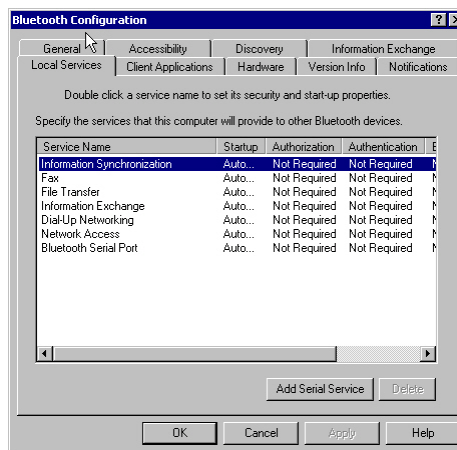 Bluetooth Configuration
General Accessibility Discovery Information Exchange
Local Services Client Applications Hardware Version Info Notifications
Double click a service name to set its security and start-up properties.
Specify the services that this computer will provide to other Bluetooth devices.
Service Name Startup Authorization Authentication
Information Synchronization Auto... Not Required Not Required
Fax Auto... Not Required Not Required
File Transfer Auto... Not Required Not Required
Information Exchange Auto... Not Required Not Required
Dial-Up Networking Auto... Not Required Not Required
Network Access Auto... Not Required Not Required
Bluetooth Serial Port Auto... Not Required Not Required
Add Serial Service Delete
OK Cancel Apply Help